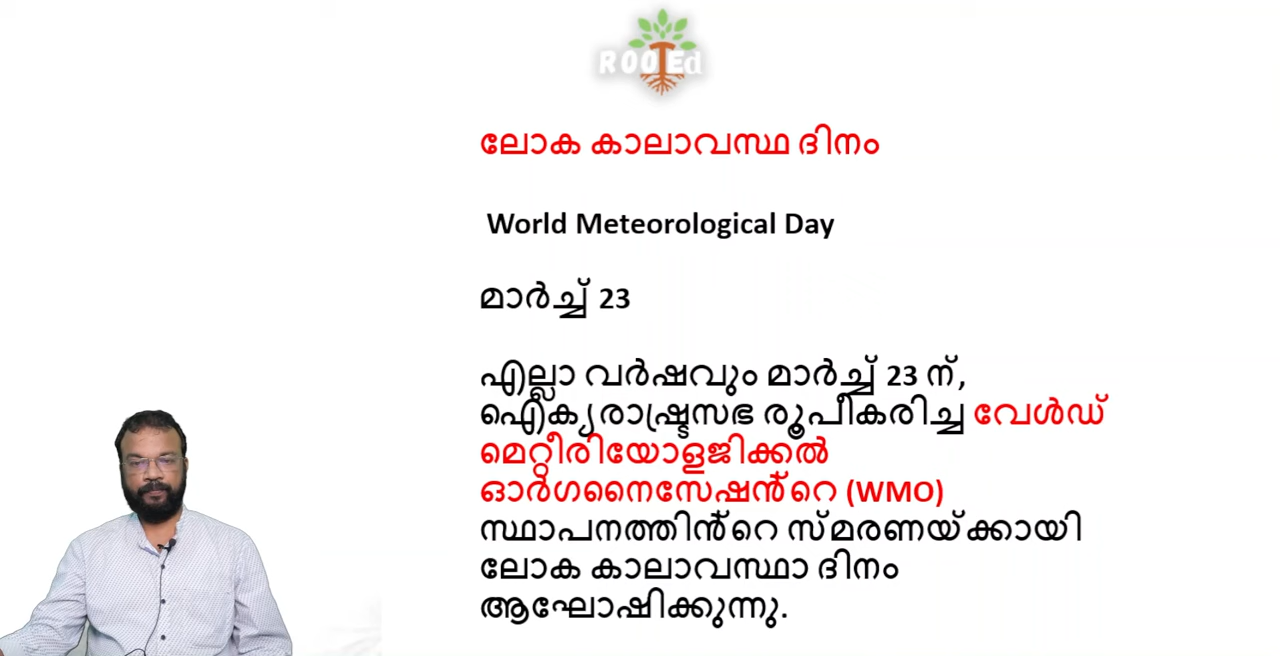 ROOTEd
ലോക കാലാവസ്ഥ ദിനം
World Meteorological Day
മാർച്ച് 23
എല്ലാ വർഷവും മാർച്ച് 23 ന്,
ഐക്യരാഷ്ട്രസഭ രൂപീകരിച്ച വേൾഡ്
മെറ്റീരിയോളജിക്കൽ
ഓർഗനൈസേഷൻ്റെ (WMO)
സ്ഥാപനത്തിൻ്റെ സ്മരണയ്ക്കായി
ലോക കാലാവസ്ഥാ ദിനം
ആഘോഷിക്കുന്നു.